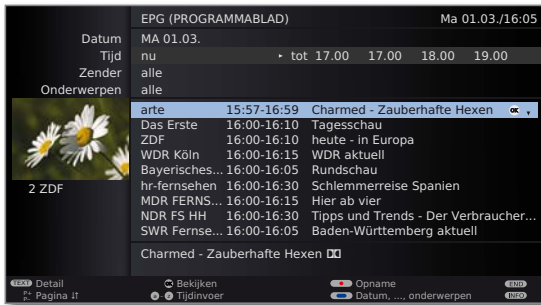 EPG (PROGRAMMABLAD) Ma 01.03./16:05
Datum MA 01.03.
Tijd nu ▸ tot 17.00 17.00 18.00 19.00
Zender alle
Onderwerpen alle
arte 15:57-16:59 Charmed - Zauberhafte Hexen OK
Das Erste 16:00-16:10 Tagesschau
ZDF 16:00-16:10 heute - in Europa
WDR Köln 16:00-16:15 WDR aktuell
Bayerisches... 16:00-16:05 Rundschau
hr-fernsehen 16:00-16:30 Schlemmerreise Spanien
MDR FERNS... 16:00-16:15 Hier ab vier
NDR FS HH 16:00-16:30 Tipps und Trends - Der Verbraucher...
SWR Fernse... 16:00-16:05 Baden-Württemberg aktuell
2 ZDF
Charmed - Zauberhafte Hexen
TEXT Detail OK Bekijken Opname END
P+ P- Pagina ↓↑ 0-9 Tijdinvoer Datum, ..., onderwerpen INFO